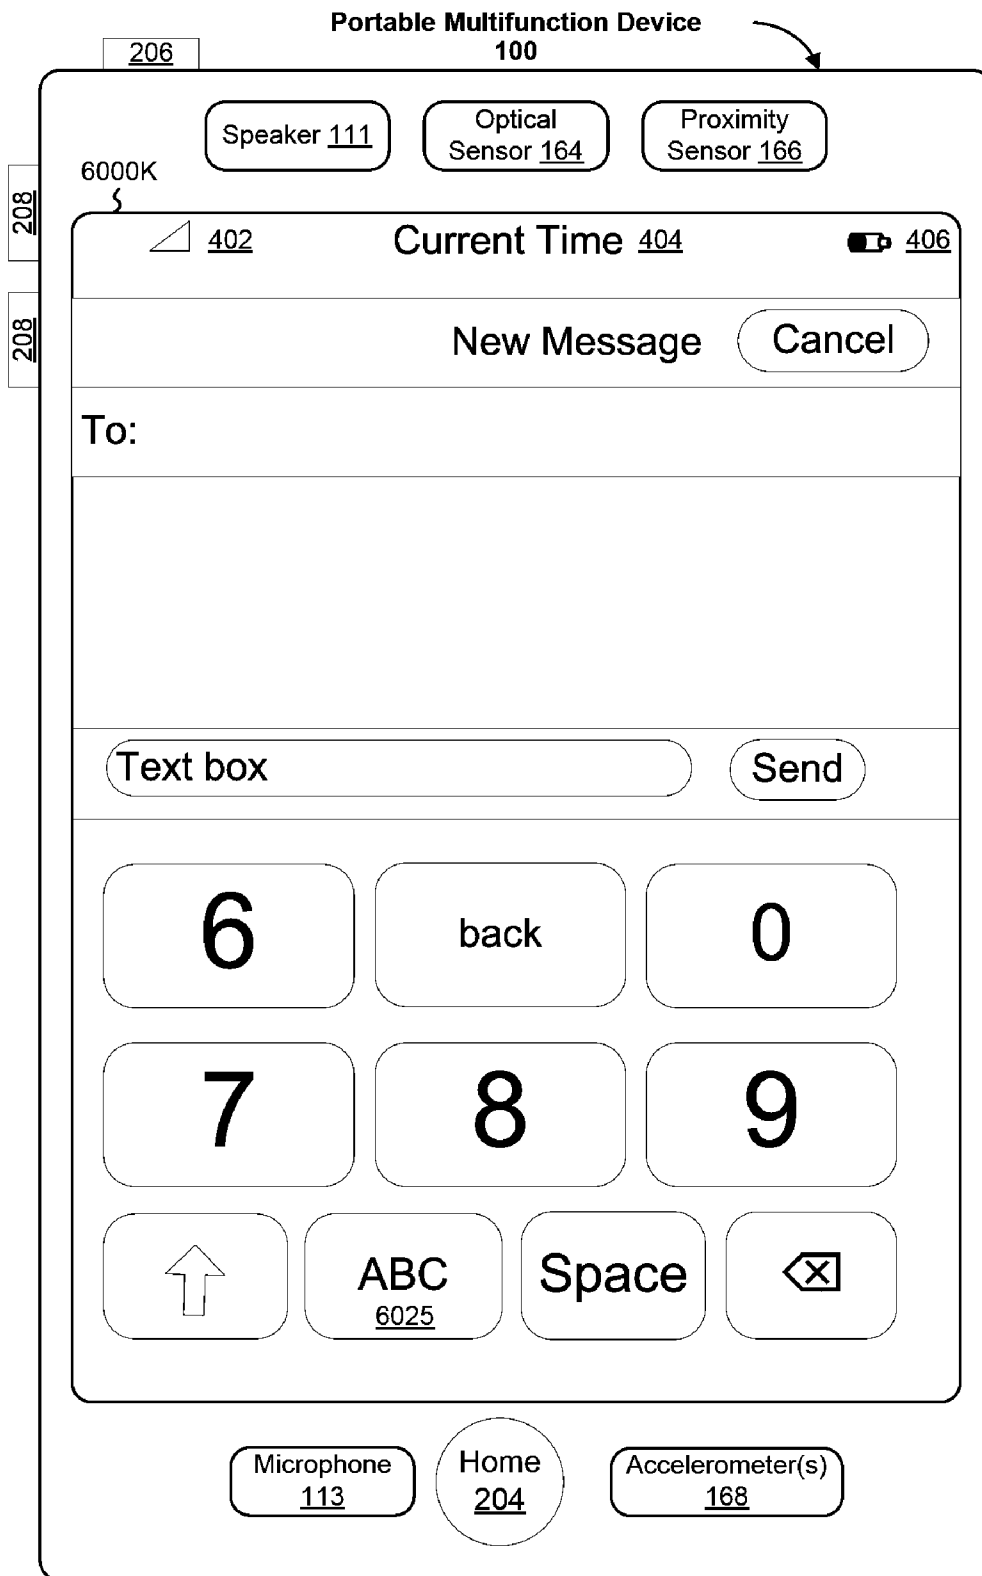 Portable Multifunction Device
100
206
Speaker 111
Optical
Sensor 164
Proximity
Sensor 166
6000K
208
402
Current Time 404
406
208
New Message
Cancel
To:
Text box
Send
6
back
0
7
8
9
ABC
6025
Space
Microphone
113
Home
204
Accelerometer(s)
168